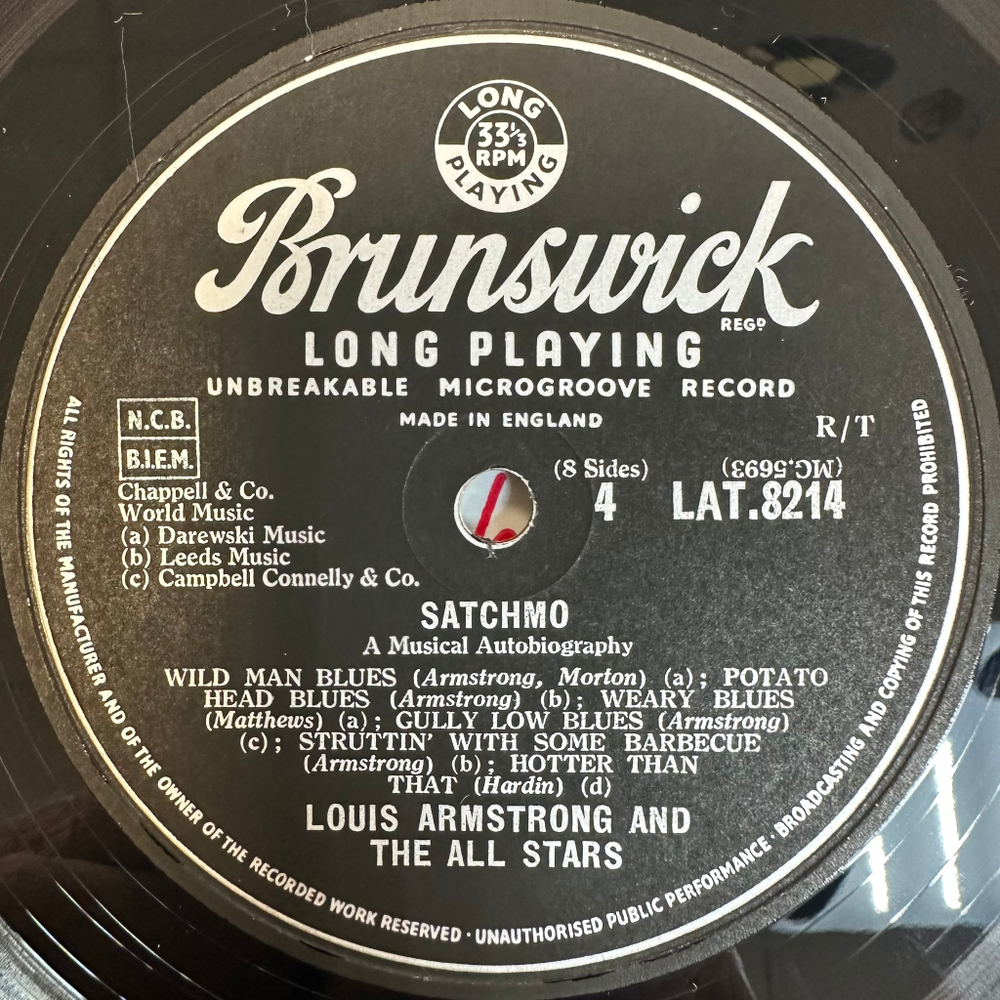 LONG
33⅓
RPM
PLAYING
Brunswick
REGD
LONG PLAYING
UNBREAKABLE MICROGROOVE RECORD
MADE IN ENGLAND
R/T
N.C.B.
B.I.E.M.
(8 Sides)
(MG.5693)
4
LAT.8214
Chappell & Co.
World Music
(a) Darewski Music
(b) Leeds Music
(c) Campbell Connelly & Co.
SATCHMO
A Musical Autobiography
WILD MAN BLUES (Armstrong, Morton) (a); POTATO
HEAD BLUES (Armstrong) (b); WEARY BLUES
(Matthews) (a); GULLY LOW BLUES (Armstrong)
(c); STRUTTIN' WITH SOME BARBECUE
(Armstrong) (b); HOTTER THAN
THAT (Hardin) (d)
LOUIS ARMSTRONG AND
THE ALL STARS
ALL RIGHTS OF THE MANUFACTURER AND OF THE OWNER OF THE RECORDED WORK RESERVED · UNAUTHORISED PUBLIC PERFORMANCE · BROADCASTING AND COPYING OF THIS RECORD PROHIBITED